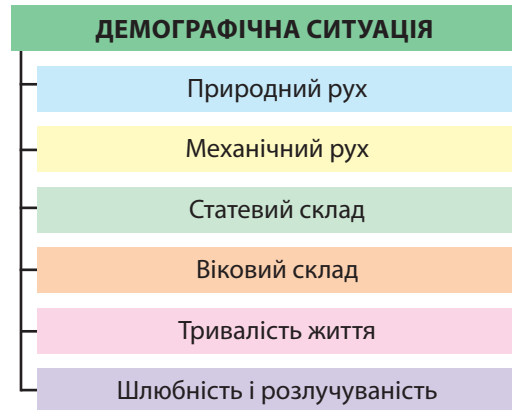 ДЕМОГРАФІЧНА СИТУАЦІЯ
Природний рух
Механічний рух
Статевий склад
Віковий склад
Тривалість життя
Шлюбність і розлучуваність